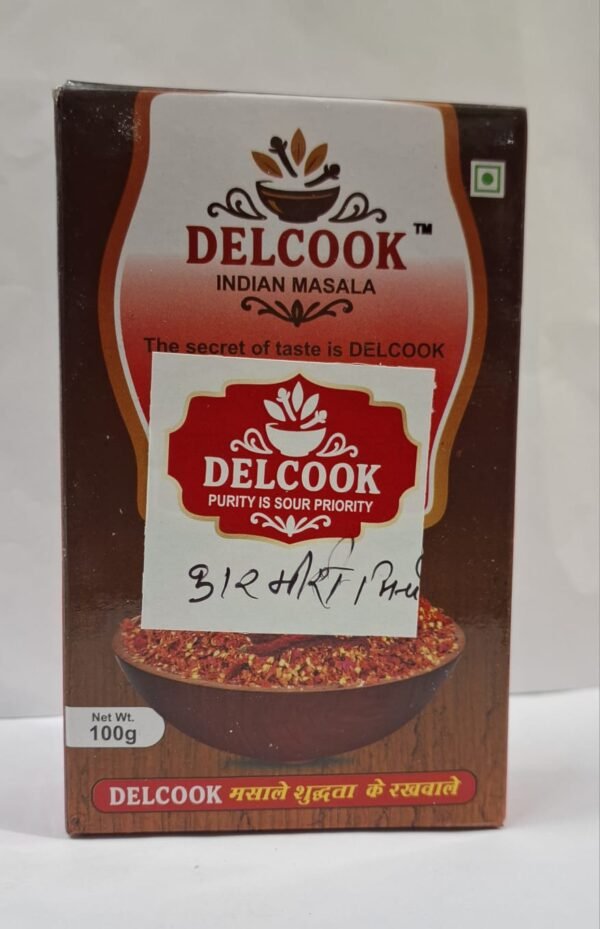 DELCOOK™
INDIAN MASALA
The secret of taste is DELCOOK
DELCOOK
PURITY IS SOUR PRIORITY
Net Wt.
100g
DELCOOK मसाले शुद्धता के रखवाले